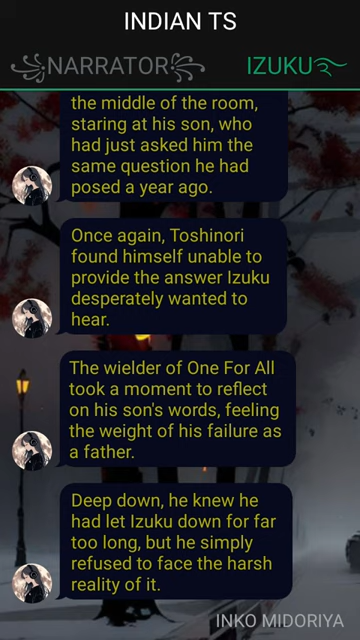 INDIAN TS
NARRATOR IZUKU
the middle of the room,
staring at his son, who
had just asked him the
same question he had
posed a year ago.
Once again, Toshinori
found himself unable to
provide the answer Izuku
desperately wanted to
hear.
The wielder of One For All
took a moment to reflect
on his son's words, feeling
the weight of his failure as
a father.
Deep down, he knew he
had let Izuku down for far
too long, but he simply
refused to face the harsh
reality of it.
INKO MIDORIYA